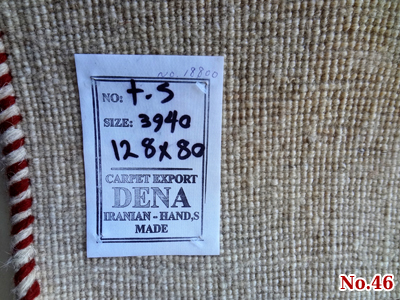 No 18800
NO: t.s
SIZE: 3940
128x80
CARPET EXPORT
DENA
IRANIAN - HAND,S
MADE
No.46